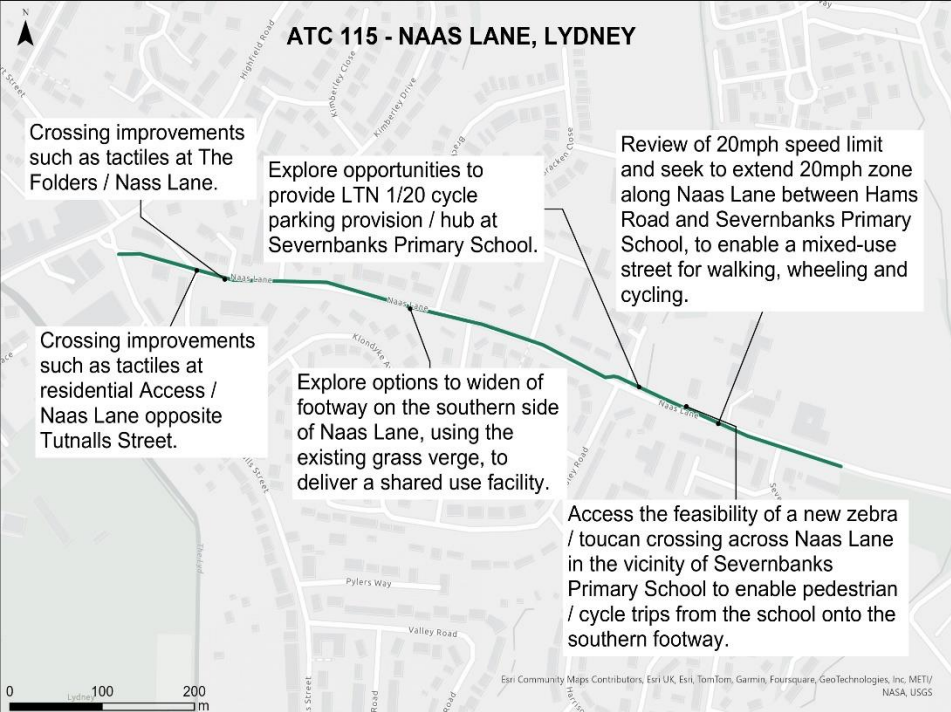 N
ATC 115 - NAAS LANE, LYDNEY
Highfield Road
Kimberley Close
Kimberley Drive
Crossing improvements
such as tactiles at The
Folders / Nass Lane.
Explore opportunities to
provide LTN 1/20 cycle
parking provision / hub at
Severnbanks Primary School.
Review of 20mph speed limit
and seek to extend 20mph zone
along Naas Lane between Hams
Road and Severnbanks Primary
School, to enable a mixed-use
street for walking, wheeling and
cycling.
Naas Lane
Naas Lane
Naas Lane
Crossing improvements
such as tactiles at
residential Access /
Naas Lane opposite
Tutnalls Street.
Explore options to widen of
footway on the southern side
of Naas Lane, using the
existing grass verge, to
deliver a shared use facility.
Access the feasibility of a new zebra
/ toucan crossing across Naas Lane
in the vicinity of Severnbanks
Primary School to enable pedestrian
/ cycle trips from the school onto the
southern footway.
Pylers Way
Valley Road
Lydney
0 100 200
m
Esri Community Maps Contributors, Esri UK, Esri, TomTom, Garmin, Foursquare, GeoTechnologies, Inc, METI/
NASA, USGS